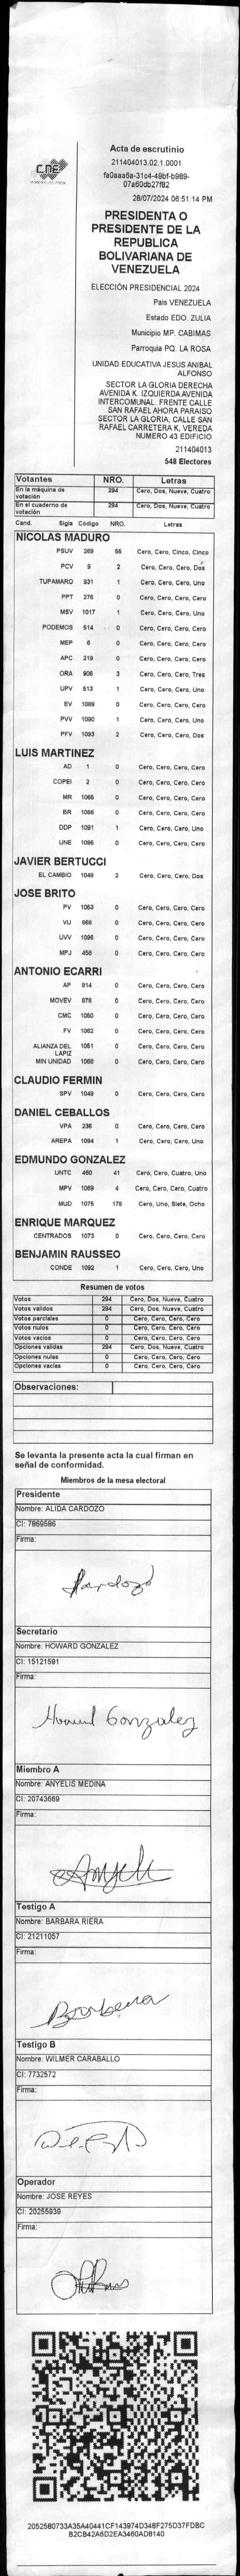 CNE
Acta de escrutinio
211404013.02.1.0001
fa0aaa6a-31c4-49bf-b989-
07a60db27f82
28/07/2024 06:51:14 PM
PRESIDENTA O
PRESIDENTE DE LA
REPUBLICA
BOLIVARIANA DE
VENEZUELA
ELECCIÓN PRESIDENCIAL 2024
Pais VENEZUELA
Estado EDO. ZULIA
Municipio MP. CABIMAS
Parroquia PQ. LA ROSA
UNIDAD EDUCATIVA JESUS ANIBAL
ALFONSO
SECTOR LA GLORIA DERECHA
AVENIDA K. IZQUIERDA AVENIDA
INTERCOMUNAL. FRENTE CALLE
SAN RAFAEL AHORA PARAISO
SECTOR LA GLORIA. CALLE SAN
RAFAEL CARRETERA K, VEREDA
NUMERO 43 EDIFICIO
211404013
548 Electores
Votantes NRO. Letras
En la máquina de votación 294 Cero, Dos, Nueve, Cuatro
En el cuaderno de votación 294 Cero, Dos, Nueve, Cuatro
Cand. Sigla Código NRO. Letras
NICOLAS MADURO
PSUV 269 55 Cero, Cero, Cinco, Cinco
PCV 9 2 Cero, Cero, Cero, Dos
TUPAMARO 931 1 Cero, Cero, Cero, Uno
PPT 276 0 Cero, Cero, Cero, Cero
MSV 1017 1 Cero, Cero, Cero, Uno
PODEMOS 514 0 Cero, Cero, Cero, Cero
MEP 6 0 Cero, Cero, Cero, Cero
APC 219 0 Cero, Cero, Cero, Cero
ORA 906 3 Cero, Cero, Cero, Tres
UPV 513 1 Cero, Cero, Cero, Uno
EV 1089 0 Cero, Cero, Cero, Cero
PVV 1090 1 Cero, Cero, Cero, Uno
PFV 1093 2 Cero, Cero, Cero, Dos
LUIS MARTINEZ
AD 1 0 Cero, Cero, Cero, Cero
COPEI 2 0 Cero, Cero, Cero, Cero
MR 1065 0 Cero, Cero, Cero, Cero
BR 1066 0 Cero, Cero, Cero, Cero
DDP 1091 1 Cero, Cero, Cero, Uno
UNE 1095 0 Cero, Cero, Cero, Cero
JAVIER BERTUCCI
EL CAMBIO 1048 2 Cero, Cero, Cero, Dos
JOSE BRITO
PV 1053 0 Cero, Cero, Cero, Cero
VU 868 0 Cero, Cero, Cero, Cero
UVV 1096 0 Cero, Cero, Cero, Cero
MPJ 458 0 Cero, Cero, Cero, Cero
ANTONIO ECARRI
AP 914 0 Cero, Cero, Cero, Cero
MOVEV 878 0 Cero, Cero, Cero, Cero
CMC 1050 0 Cero, Cero, Cero, Cero
FV 1062 0 Cero, Cero, Cero, Cero
ALIANZA DEL LAPIZ 1051 0 Cero, Cero, Cero, Cero
MIN UNIDAD 1068 0 Cero, Cero, Cero, Cero
CLAUDIO FERMIN
SPV 1049 0 Cero, Cero, Cero, Cero
DANIEL CEBALLOS
VPA 236 0 Cero, Cero, Cero, Cero
AREPA 1094 1 Cero, Cero, Cero, Uno
EDMUNDO GONZALEZ
UNTC 460 41 Cero, Cero, Cuatro, Uno
MPV 1069 4 Cero, Cero, Cero, Cuatro
MUD 1075 178 Cero, Uno, Siete, Ocho
ENRIQUE MARQUEZ
CENTRADOS 1073 0 Cero, Cero, Cero, Cero
BENJAMIN RAUSSEO
CONDE 1092 1 Cero, Cero, Cero, Uno
Resumen de votos
Votos 294 Cero, Dos, Nueve, Cuatro
Votos validos 294 Cero, Dos, Nueve, Cuatro
Votos parciales 0 Cero, Cero, Cero, Cero
Votos nulos 0 Cero, Cero, Cero, Cero
Votos vacios 0 Cero, Cero, Cero, Cero
Opciones validas 294 Cero, Dos, Nueve, Cuatro
Opciones nulas 0 Cero, Cero, Cero, Cero
Opciones vacias 0 Cero, Cero, Cero, Cero
Observaciones:
Se levanta la presente acta la cual firman en
señal de conformidad.
Miembros de la mesa electoral
Presidente
Nombre: ALIDA CARDOZO
CI: 7869586
Firma:
Cardozo
Secretario
Nombre: HOWARD GONZALEZ
CI: 15121591
Firma:
Howard Gonzalez
Miembro A
Nombre: ANYELIS MEDINA
CI: 20743669
Firma:
Testigo A
Nombre: BARBARA RIERA
CI: 21211057
Firma:
Testigo B
Nombre: WILMER CARABALLO
CI: 7732572
Firma:
Operador
Nombre: JOSE REYES
CI: 20255939
Firma:
2052580733A35A40441CF143974D348F275D37FDBC
B2CB42A6D2EA3460AD8140